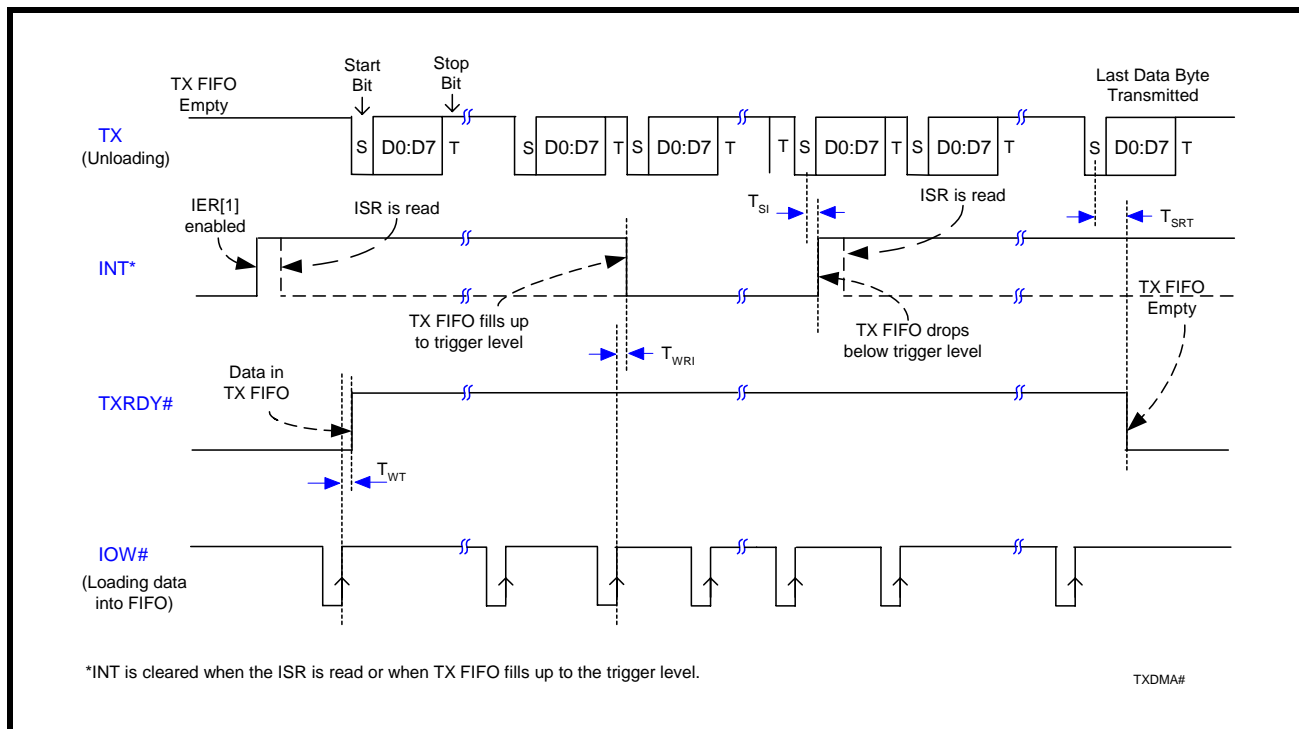 Start
Bit
Stop
Bit
TX FIFO
Empty
Last Data Byte
Transmitted
TX
(Unloading)
S D0:D7 T S D0:D7 T S D0:D7 T T S D0:D7 T S D0:D7 T S D0:D7 T
IER[1]
enabled
ISR is read
TSI
ISR is read
TSRT
INT*
TX FIFO fills up
to trigger level
TX FIFO drops
below trigger level
TX FIFO
Empty
TWRI
Data in
TX FIFO
TXRDY#
TWT
IOW#
(Loading data
into FIFO)
*INT is cleared when the ISR is read or when TX FIFO fills up to the trigger level.
TXDMA#